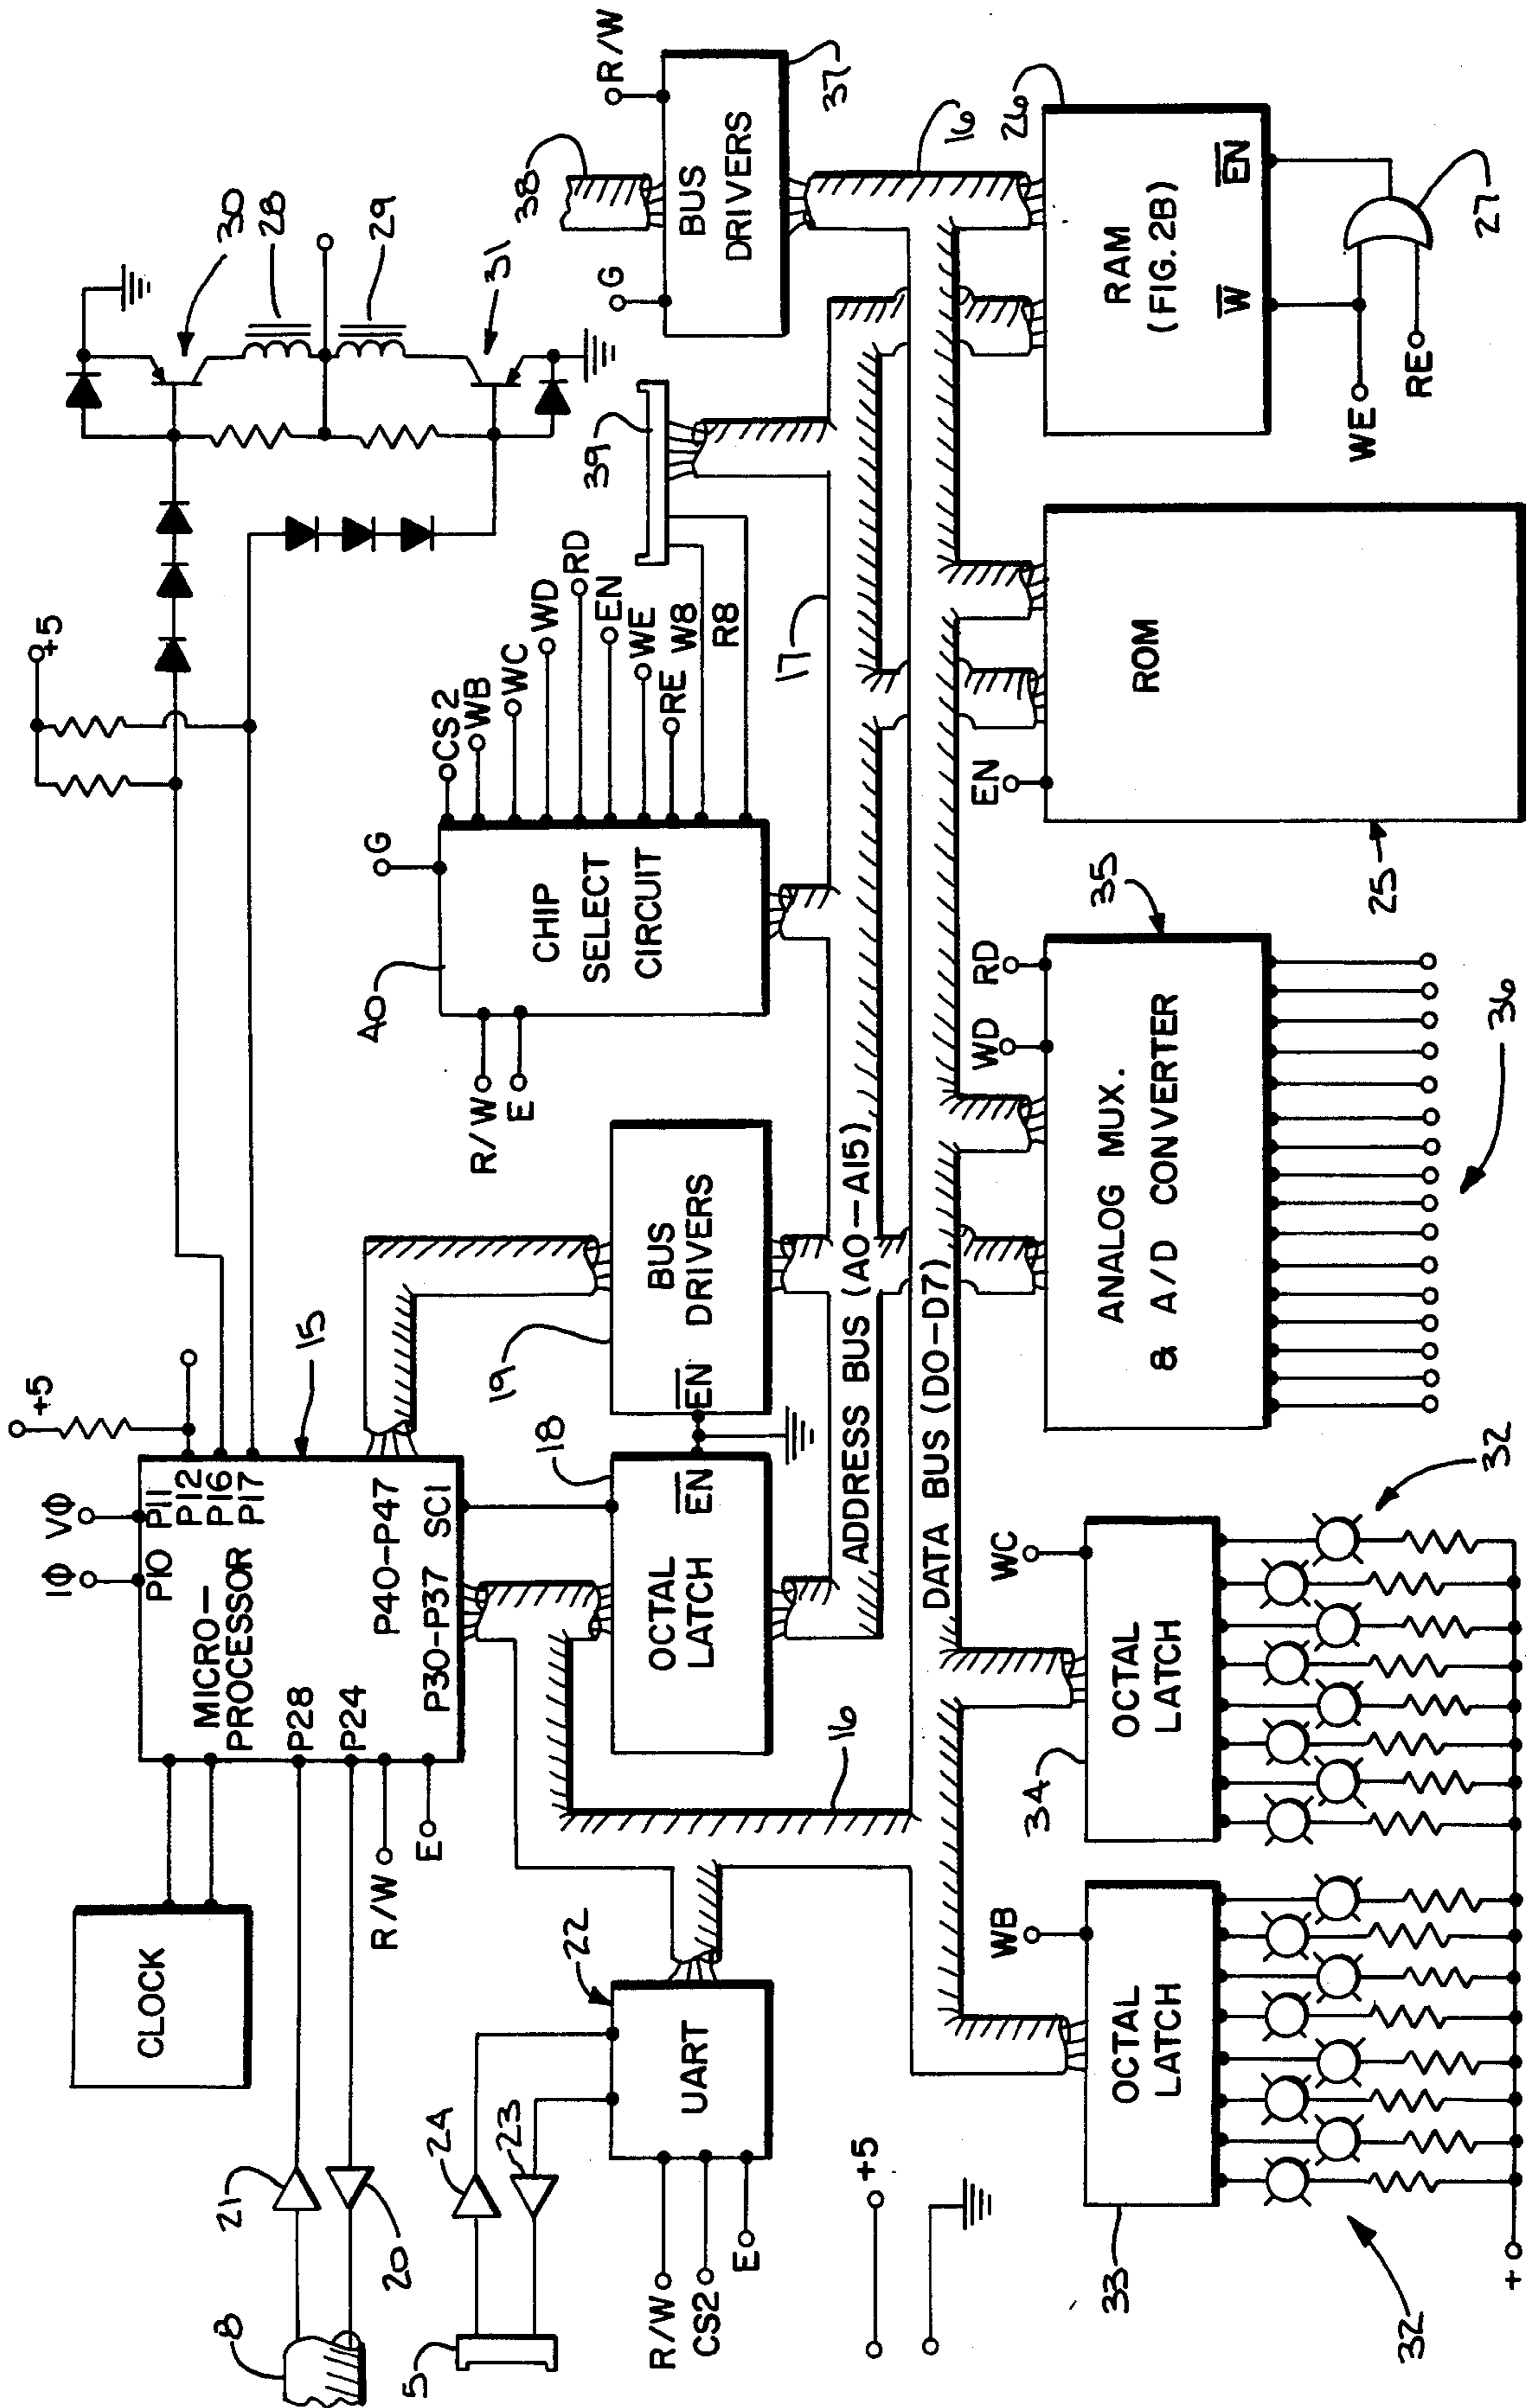 8
21
20
CLOCK
R/W
E
IΦ
VΦ
P10 P11
P12
P16
P17
MICRO-
PROCESSOR
P28
P24
P40-P47
P30-P37 SC1
+5
15
+5
30
28
29
31
5
24
23
22
UART
R/W
CS2
E
+5
16
18
OCTAL
LATCH
EN
19
BUS
DRIVERS
EN
40
R/W
E
CHIP
SELECT
CIRCUIT
G
CS2
WB
WC
WD
RD
EN
WE
RE
W8
R8
39
17
38
G
R/W
BUS
DRIVERS
37
16
ADDRESS BUS (A0-A15)
DATA BUS (D0-D7)
33
WB
OCTAL
LATCH
34
WC
OCTAL
LATCH
32
32
+
WD
RD
35
ANALOG MUX.
& A/D CONVERTER
36
EN
ROM
25
RAM
(FIG. 2B)
W
EN
26
WE
RE
27